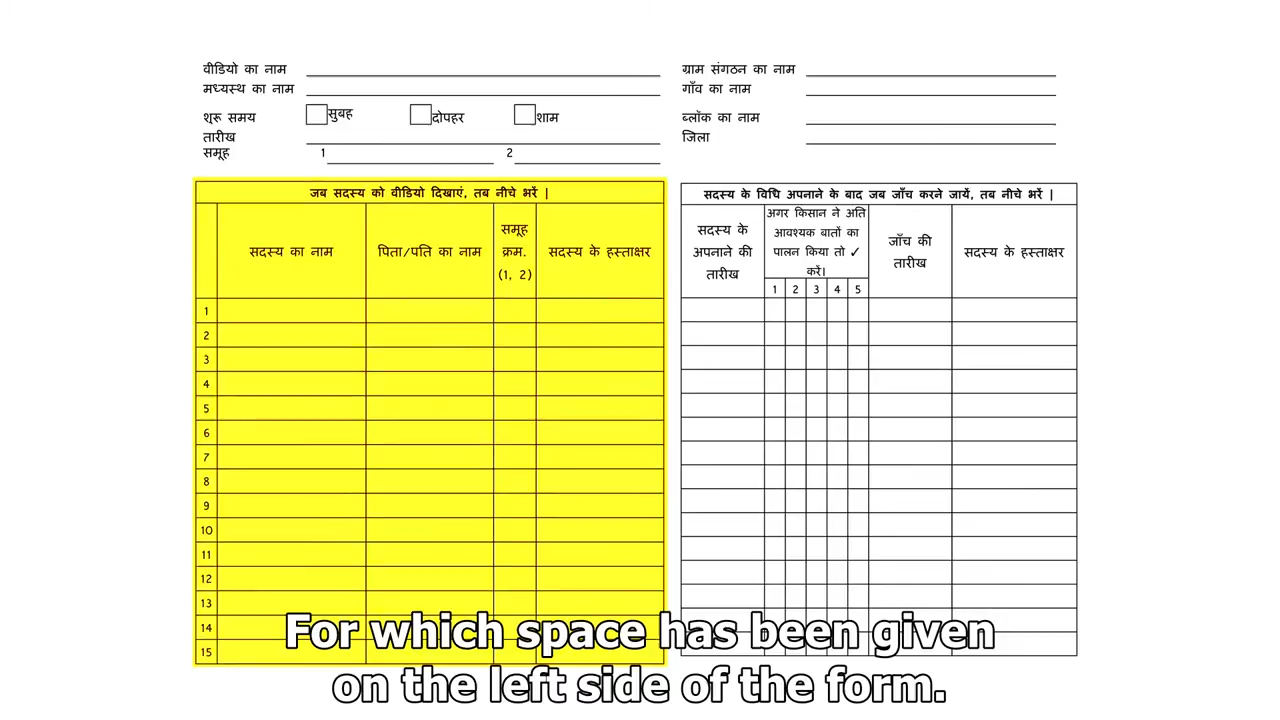 वीडियो का नाम
मध्यस्थ का नाम
शुरू समय सुबह दोपहर शाम
तारीख
समूह 1 2
ग्राम संगठन का नाम
गाँव का नाम
ब्लॉक का नाम
जिला
जब सदस्य को वीडियो दिखाएं, तब नीचे भरें |
सदस्य का नाम
पिता/पति का नाम
समूह
क्रम.
(1, 2)
सदस्य के हस्ताक्षर
1
2
3
4
5
6
7
8
9
10
11
12
13
14
15
सदस्य के विधि अपनाने के बाद जब जाँच करने जायें, तब नीचे भरें |
सदस्य के
अपनाने की
तारीख
अगर किसान ने अति
आवश्यक बातों का
पालन किया तो ✓
करें।
1 2 3 4 5
जाँच की
तारीख
सदस्य के हस्ताक्षर
For which space has been given
on the left side of the form.